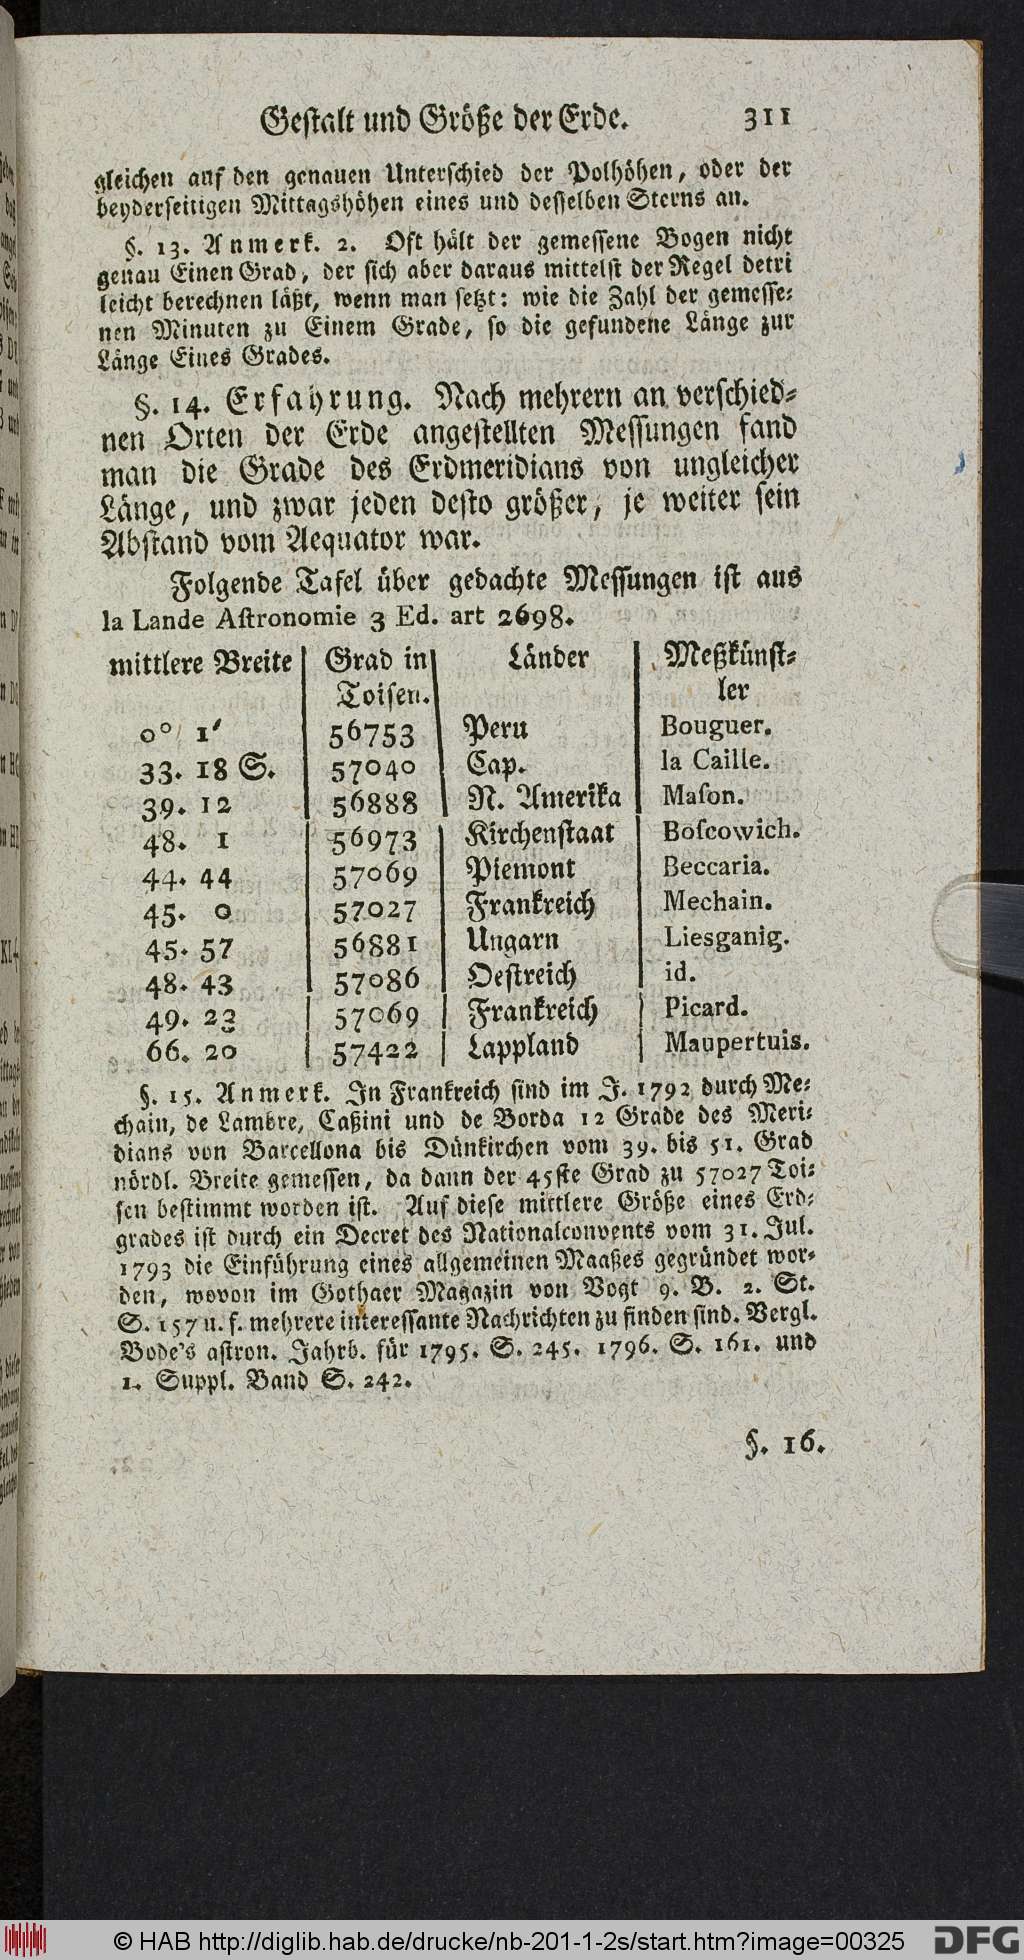 Gestalt und Größe der Erde. 311
gleichen auf den genauen Unterschied der Polhöhen, oder der
beyderseitigen Mittagshöhen eines und desselben Sterns an.
§. 13. Anmerk. 2. Oft hält der gemessene Bogen nicht
genau Einen Grad, der sich aber daraus mittelst der Regel detri
leicht berechnen läßt, wenn man setzt: wie die Zahl der gemesse-
nen Minuten zu Einem Grade, so die gefundene Länge zur
Länge Eines Grades.
§. 14. Erfahrung. Nach mehrern an verschied-
nen Orten der Erde angestellten Messungen fand
man die Grade des Erdmeridians von ungleicher
Länge, und zwar jeden desto größer, je weiter sein
Abstand vom Aequator war.
Folgende Tafel über gedachte Messungen ist aus
la Lande Astronomie 3 Ed. art 2698.
mittlere Breite | Grad in | Länder | Meßkünst-
Toisen. | ler
0° 1' | 56753 | Peru | Bouguer.
33. 18 S. | 57040 | Cap. | la Caille.
39. 12 | 56888 | N. Amerika | Mason.
48. 1 | 56973 | Kirchenstaat | Boscowich.
44. 44 | 57069 | Piemont | Beccaria.
45. 0 | 57027 | Frankreich | Mechain.
45. 57 | 56881 | Ungarn | Liesganig.
48. 43 | 57086 | Oestreich | id.
49. 23 | 57069 | Frankreich | Picard.
66. 20 | 57422 | Lappland | Maupertuis.
§. 15. Anmerk. In Frankreich sind im J. 1792 durch Me-
chain, de Lambre, Caßini und de Borda 12 Grade des Meri-
dians von Barcellona bis Dünkirchen vom 39. bis 51. Grad
nördl. Breite gemessen, da dann der 45ste Grad zu 57027 Toi-
sen bestimmt worden ist. Auf diese mittlere Größe eines Erd-
grades ist durch ein Decret des Nationalconvents vom 31. Jul.
1793 die Einführung eines allgemeinen Maaßes gegründet wor-
den, wovon im Gothaer Magazin von Vogt 9. B. 2. St.
S. 157 u. f. mehrere interessante Nachrichten zu finden sind. Vergl.
Bode's astron. Jahrb. für 1795. S. 245. 1796. S. 161. und
1. Suppl. Band S. 242.
§. 16.
© HAB http://diglib.hab.de/drucke/nb-201-1-2s/start.htm?image=00325
DFG